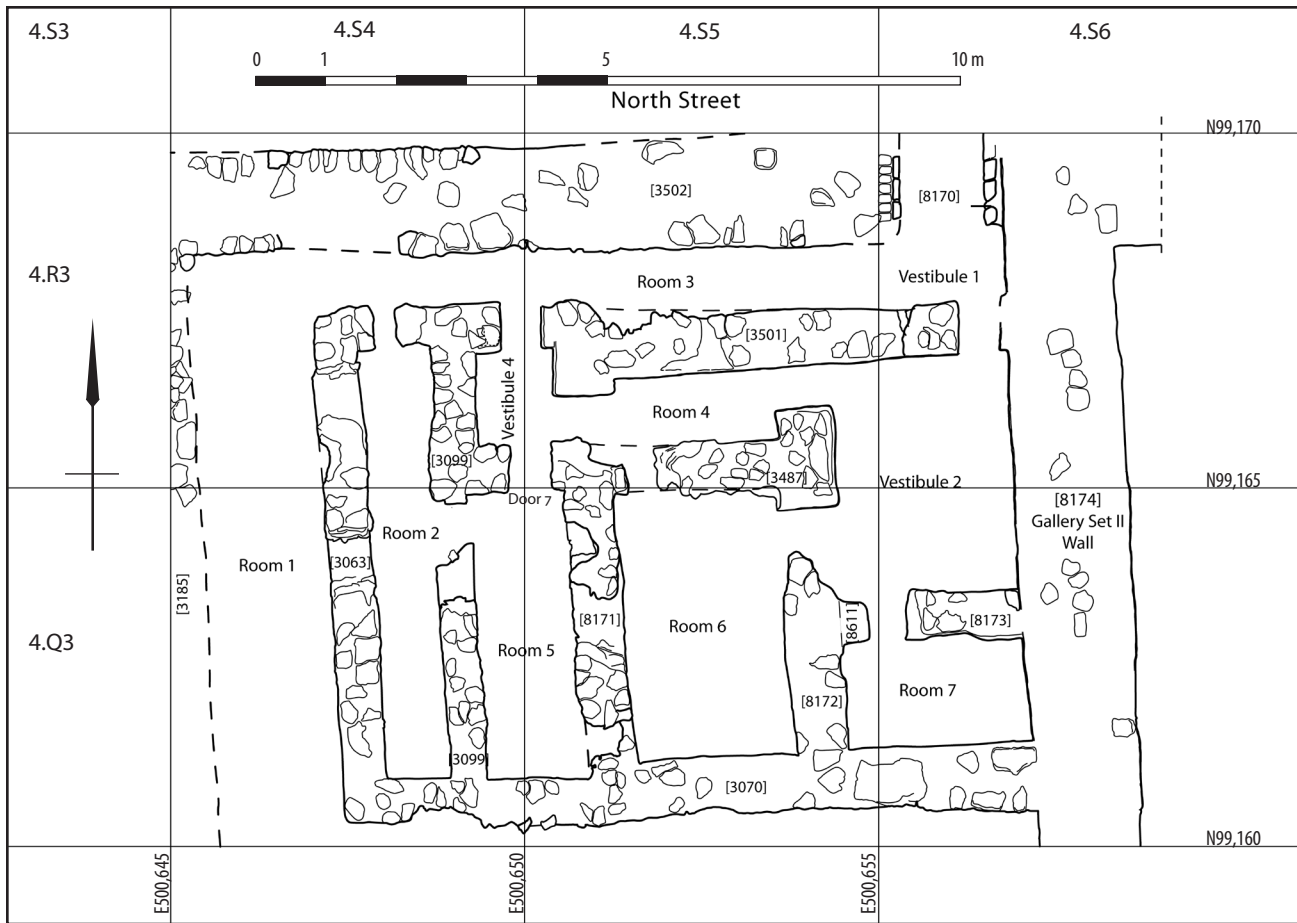 4.S3
4.S4
4.S5
4.S6
0
1
5
10 m
North Street
N99,170
[3502]
[8170]
4.R3
Room 3
Vestibule 1
[3501]
Vestibule 4
Room 4
[3099]
[3487]
Vestibule 2
N99,165
Door 7
[8174]
Gallery Set II
Wall
Room 2
Room 1
[3063]
[3185]
[8171]
Room 6
[8611]
[8173]
4.Q3
Room 5
Room 7
[8172]
[3099]
[3070]
N99,160
E500,645
E500,650
E500,655